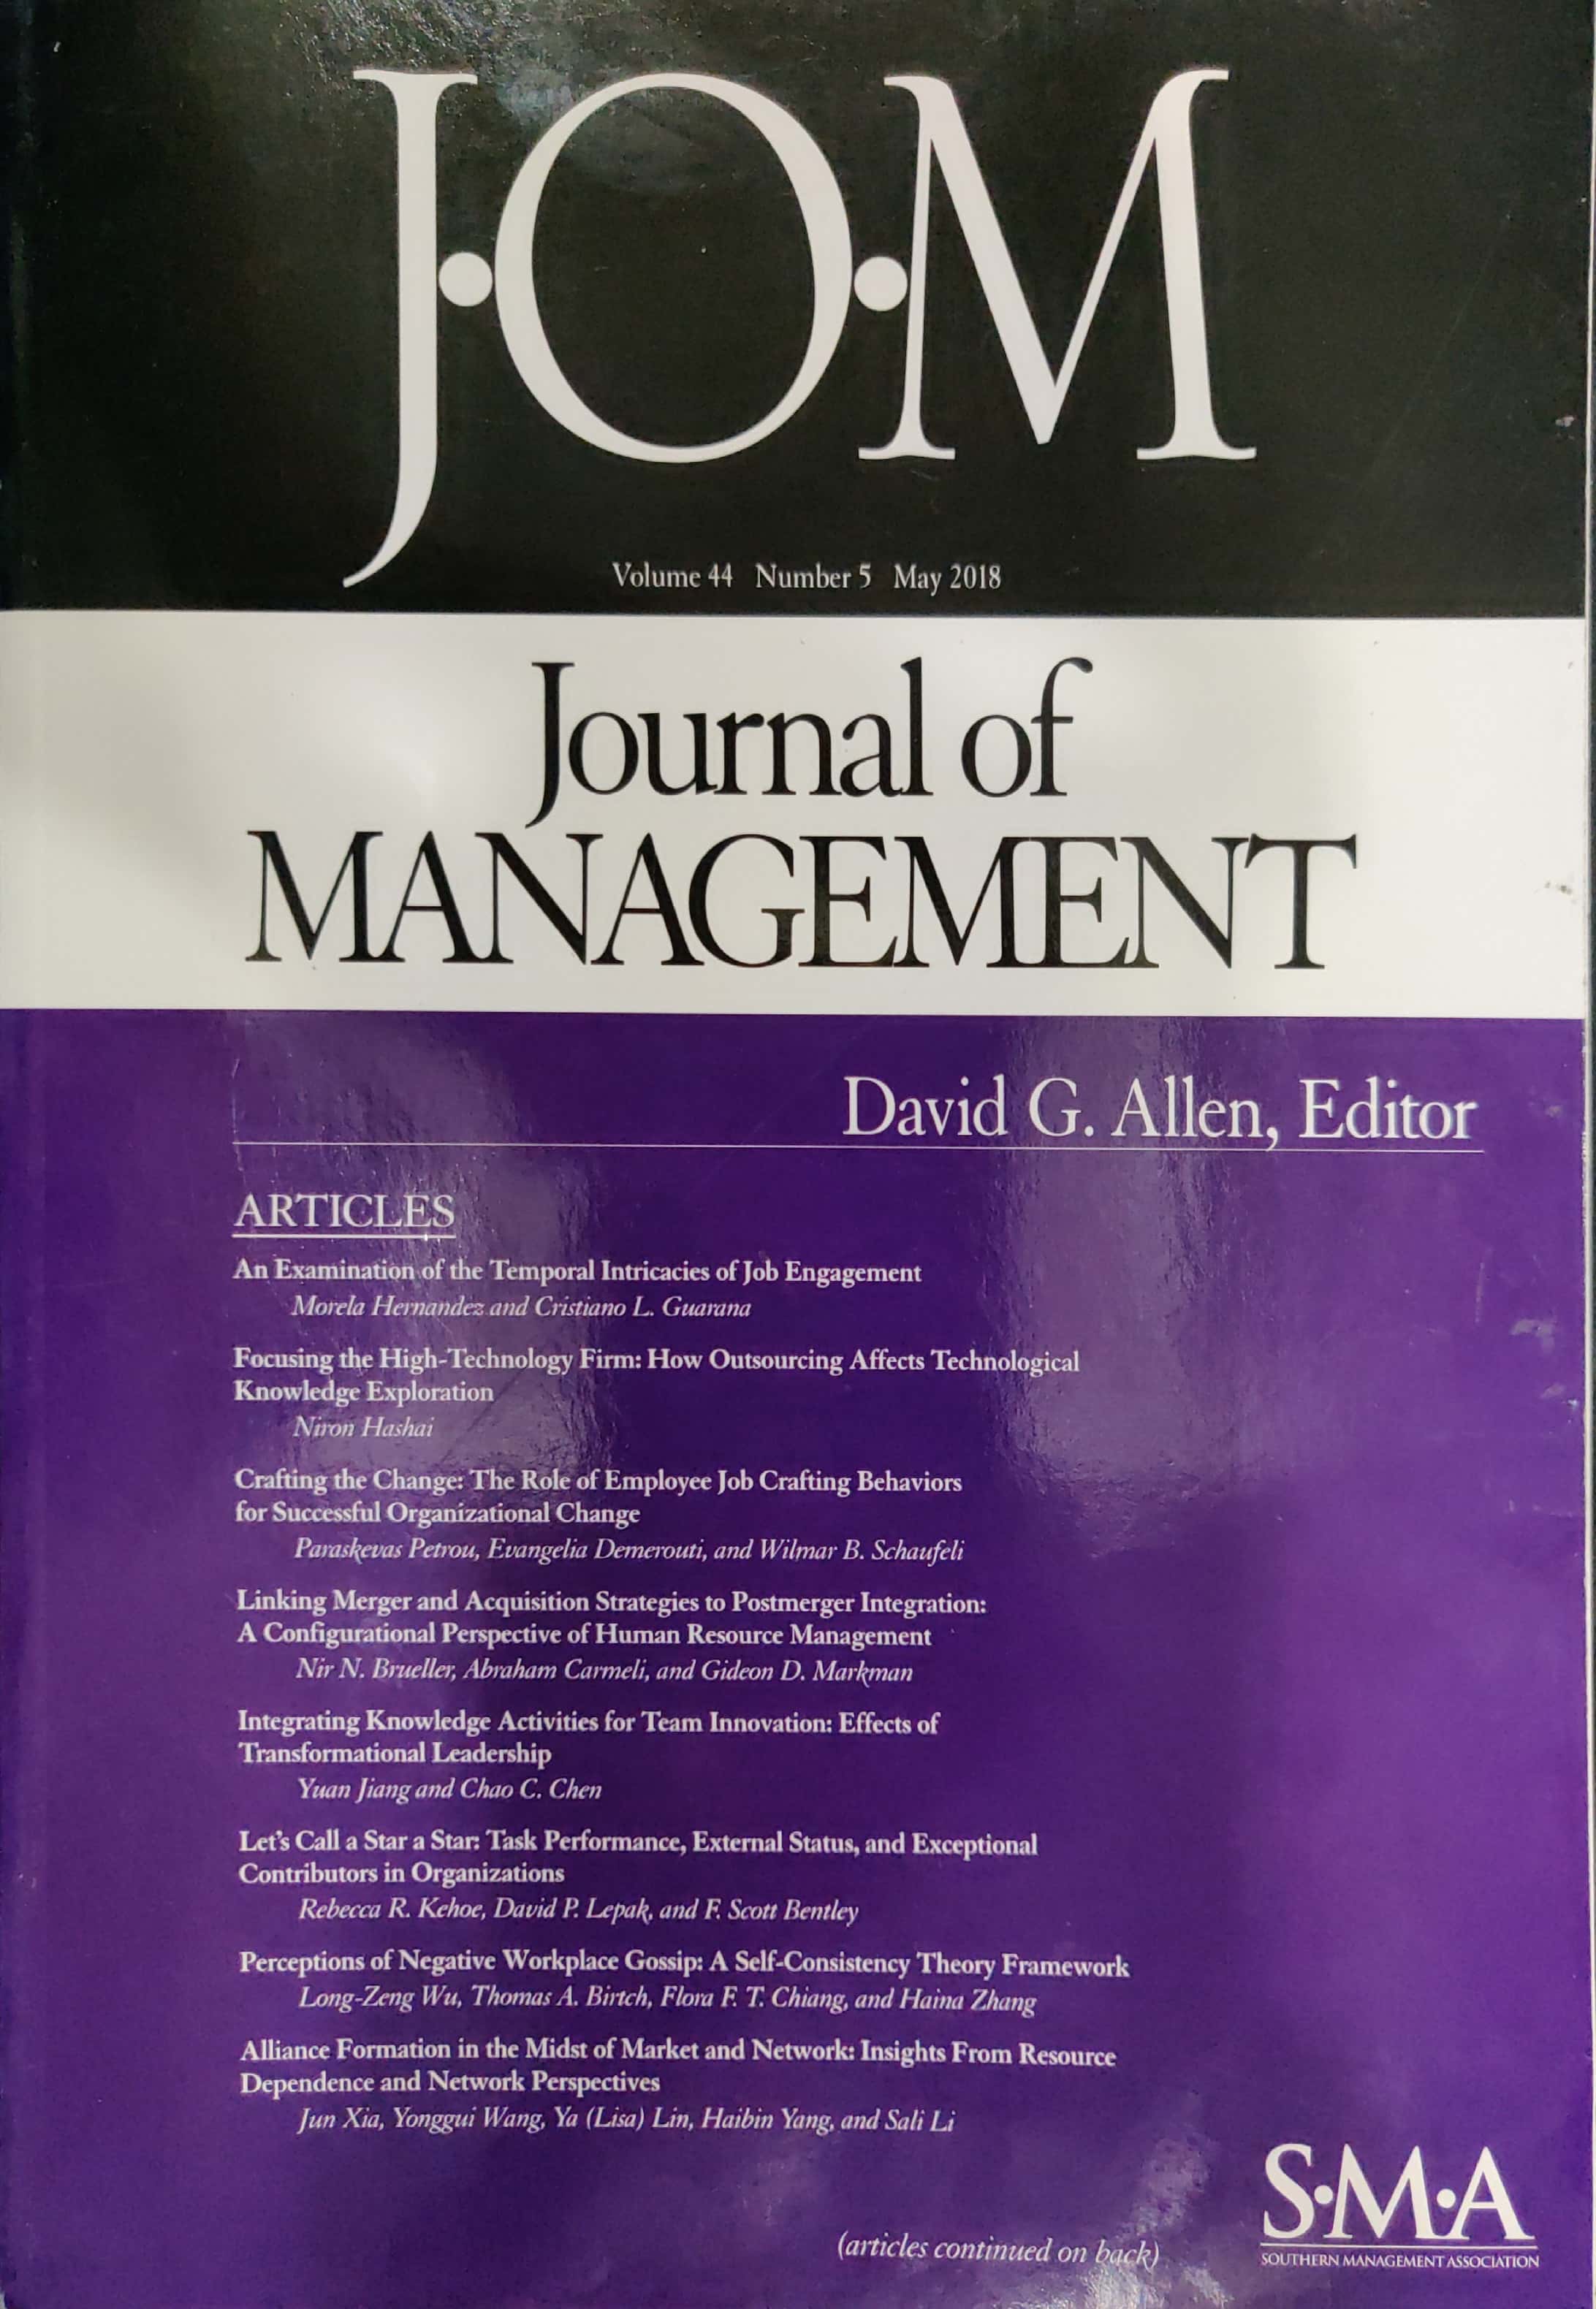 J·O·M
Volume 44 Number 5 May 2018
Journal of
MANAGEMENT
David G. Allen, Editor
ARTICLES
An Examination of the Temporal Intricacies of Job Engagement
Morela Hernandez and Cristiano L. Guarana
Focusing the High-Technology Firm: How Outsourcing Affects Technological
Knowledge Exploration
Niron Hashai
Crafting the Change: The Role of Employee Job Crafting Behaviors
for Successful Organizational Change
Paraskevas Petrou, Evangelia Demerouti, and Wilmar B. Schaufeli
Linking Merger and Acquisition Strategies to Postmerger Integration:
A Configurational Perspective of Human Resource Management
Nir N. Brueller, Abraham Carmeli, and Gideon D. Markman
Integrating Knowledge Activities for Team Innovation: Effects of
Transformational Leadership
Yuan Jiang and Chao C. Chen
Let's Call a Star a Star: Task Performance, External Status, and Exceptional
Contributors in Organizations
Rebecca R. Kehoe, David P. Lepak, and F. Scott Bentley
Perceptions of Negative Workplace Gossip: A Self-Consistency Theory Framework
Long-Zeng Wu, Thomas A. Birtch, Flora F. T. Chiang, and Haina Zhang
Alliance Formation in the Midst of Market and Network: Insights From Resource
Dependence and Network Perspectives
Jun Xia, Yonggui Wang, Ya (Lisa) Lin, Haibin Yang, and Sali Li
(articles continued on back)
S·M·A
SOUTHERN MANAGEMENT ASSOCIATION